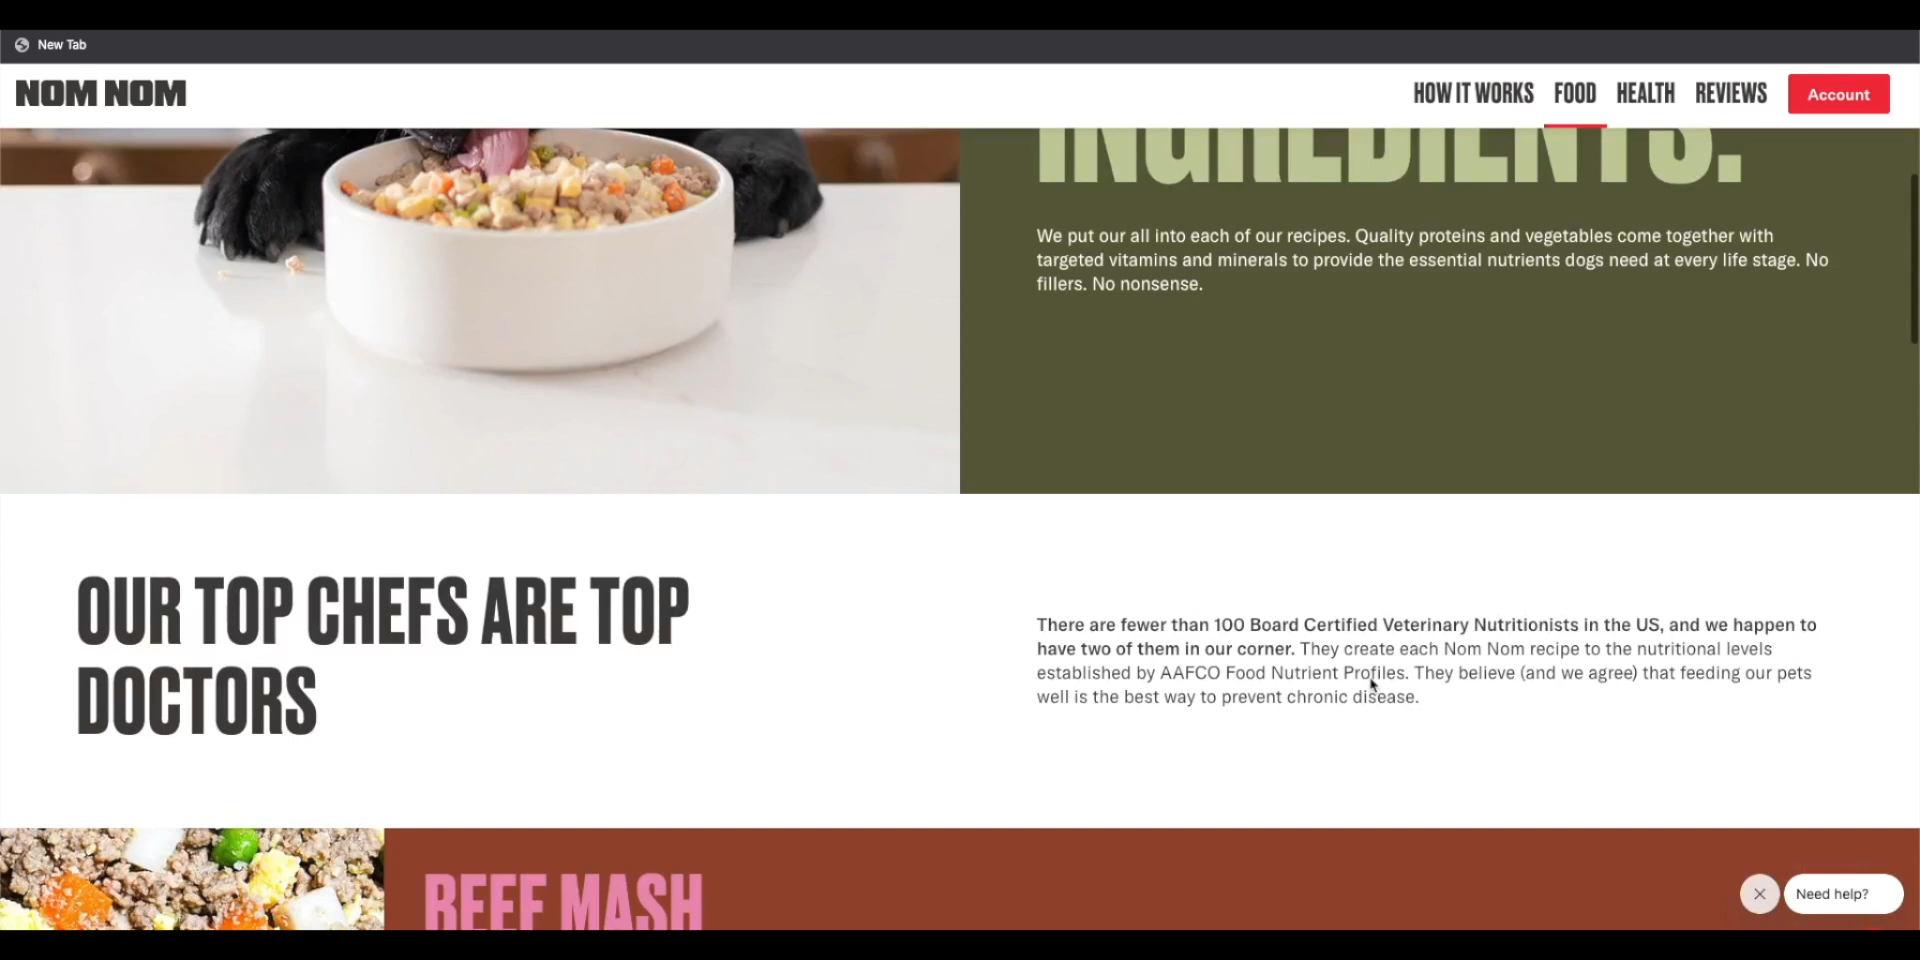 New Tab
NOM NOM
HOW IT WORKS FOOD HEALTH REVIEWS Account
INGREDIENTS.
We put our all into each of our recipes. Quality proteins and vegetables come together with
targeted vitamins and minerals to provide the essential nutrients dogs need at every life stage. No
fillers. No nonsense.
OUR TOP CHEFS ARE TOP
DOCTORS
There are fewer than 100 Board Certified Veterinary Nutritionists in the US, and we happen to
have two of them in our corner. They create each Nom Nom recipe to the nutritional levels
established by AAFCO Food Nutrient Profiles. They believe (and we agree) that feeding our pets
well is the best way to prevent chronic disease.
BEEF MASH
Need help?